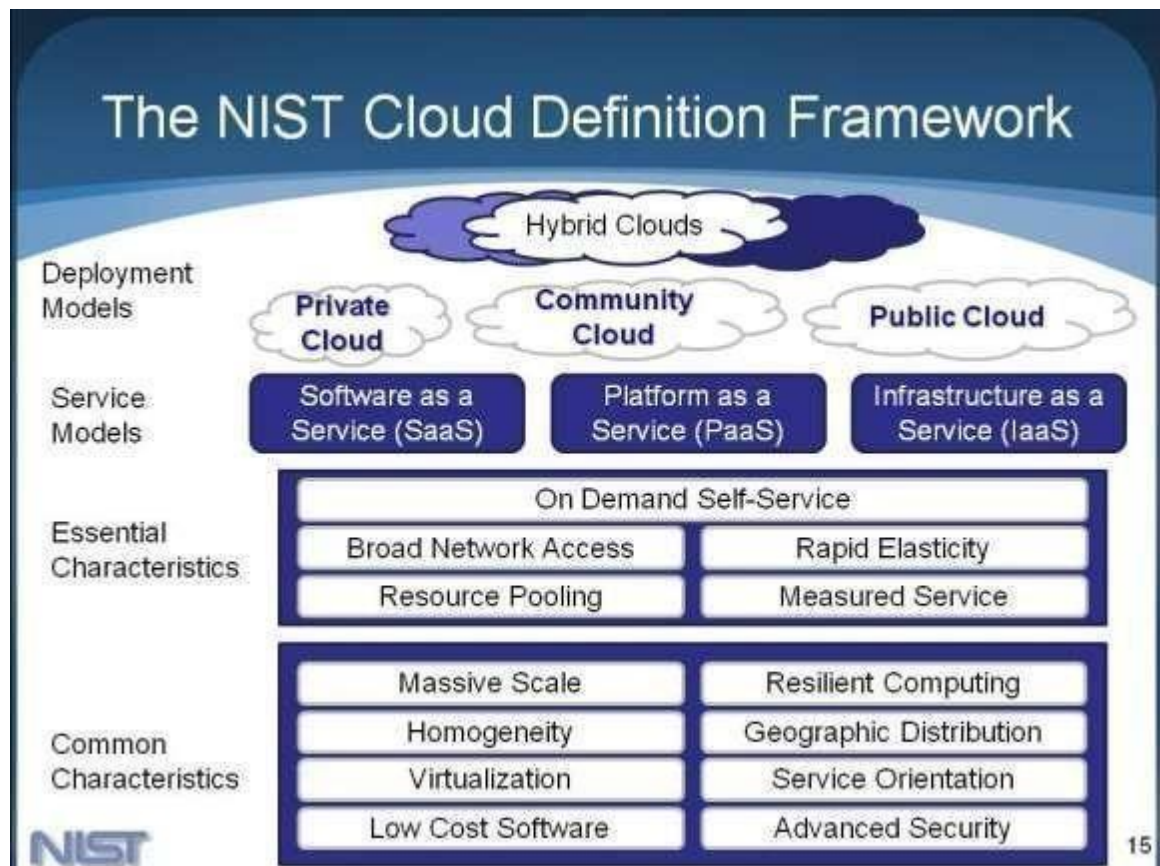 The NIST Cloud Definition Framework
Hybrid Clouds
Deployment
Models
Private
Cloud
Community
Cloud
Public Cloud
Service
Models
Software as a
Service (SaaS)
Platform as a
Service (PaaS)
Infrastructure as a
Service (IaaS)
Essential
Characteristics
On Demand Self-Service
Broad Network Access
Rapid Elasticity
Resource Pooling
Measured Service
Common
Characteristics
Massive Scale
Resilient Computing
Homogeneity
Geographic Distribution
Virtualization
Service Orientation
Low Cost Software
Advanced Security
NIST
15